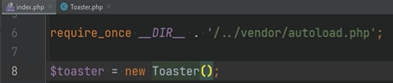 index.php Toaster.php
6 require_once __DIR__ . '/../vendor/autoload.php';
7
8 $toaster = new Toaster();